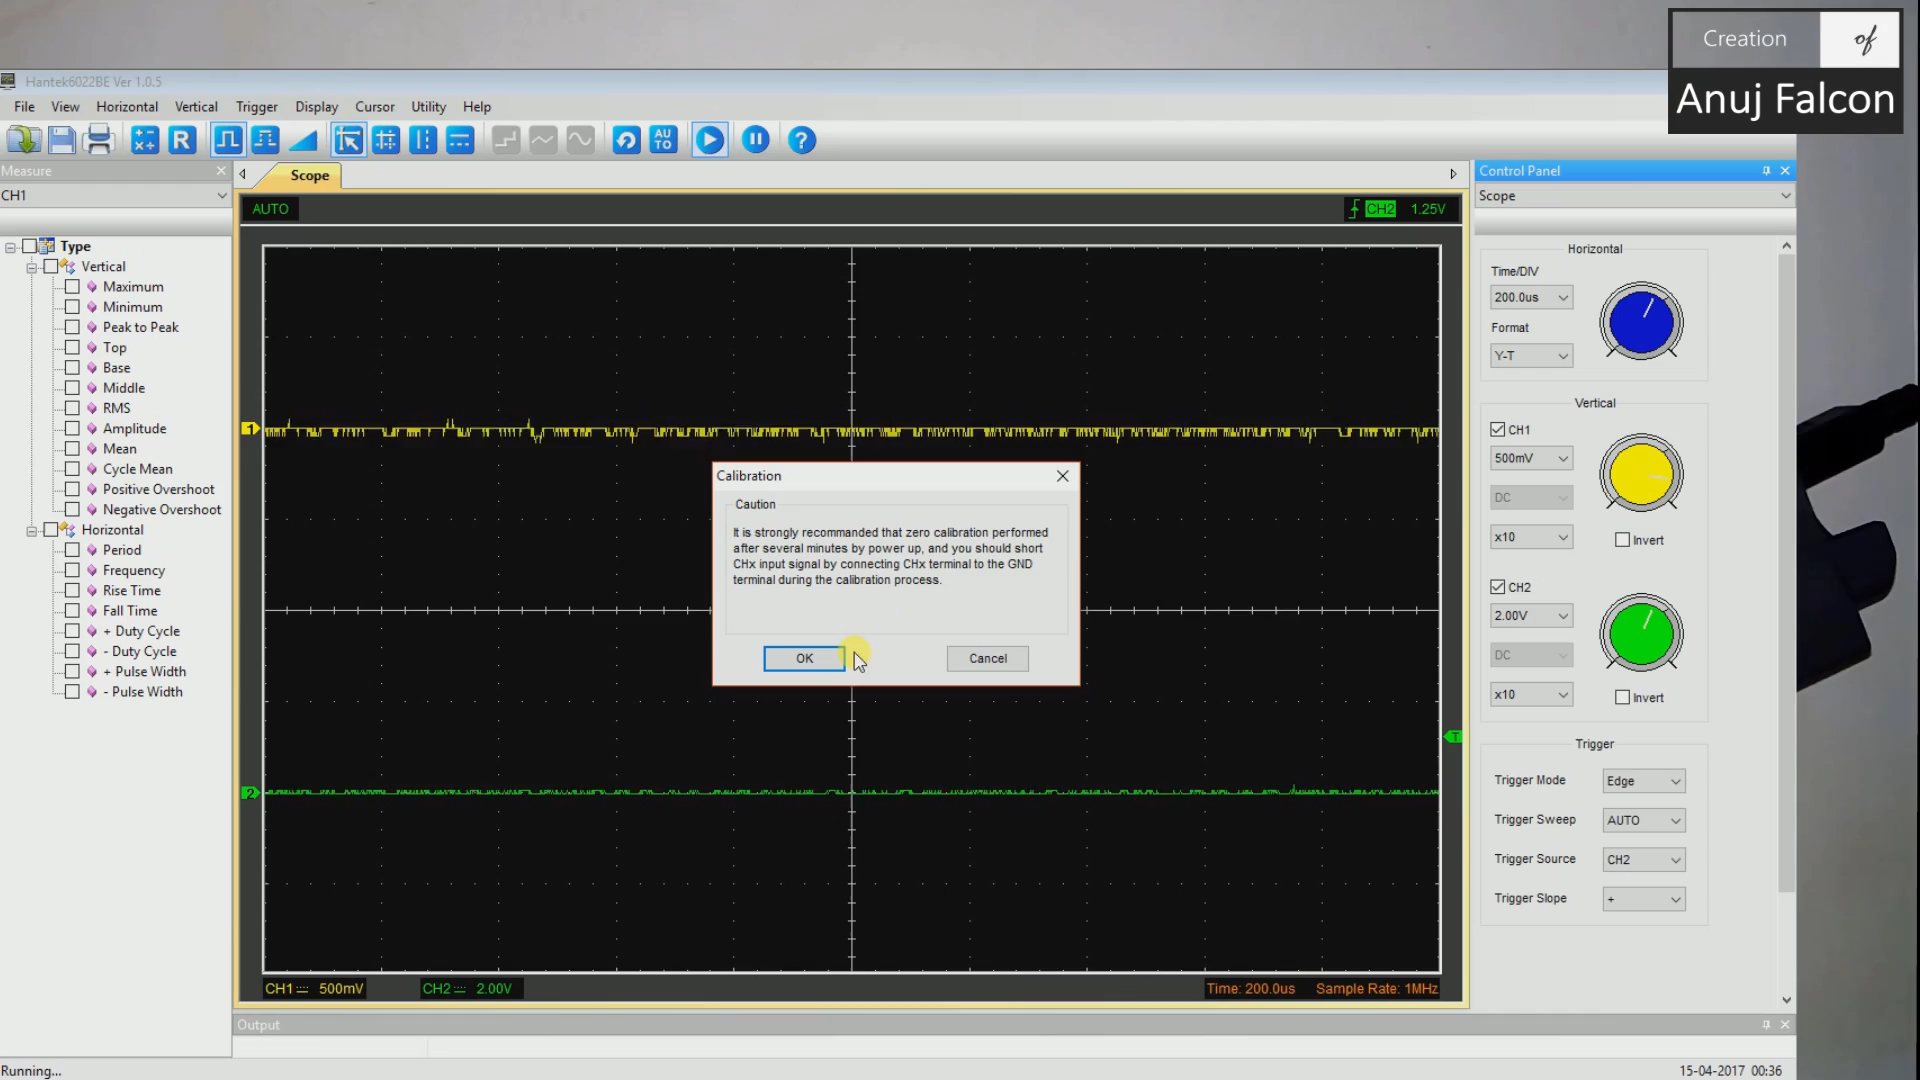 Creation of
Anuj Falcon
Hantek6022BE Ver 1.0.5
File View Horizontal Vertical Trigger Display Cursor Utility Help
R AU TO ?
Measure
CH1
Scope
Control Panel
Scope
AUTO
CH2 1.25V
Type
Vertical
Maximum
Minimum
Peak to Peak
Top
Base
Middle
RMS
Amplitude
Mean
Cycle Mean
Positive Overshoot
Negative Overshoot
Horizontal
Period
Frequency
Rise Time
Fall Time
+ Duty Cycle
- Duty Cycle
+ Pulse Width
- Pulse Width
1
2
T
Calibration
Caution
It is strongly recommanded that zero calibration performed
after several minutes by power up, and you should short
CHx input signal by connecting CHx terminal to the GND
terminal during the calibration process.
OK Cancel
Horizontal
Time/DIV
200.0us
Format
Y-T
Vertical
CH1
500mV
DC
x10
Invert
CH2
2.00V
DC
x10
Invert
Trigger
Trigger Mode Edge
Trigger Sweep AUTO
Trigger Source CH2
Trigger Slope +
CH1 500mV CH2 2.00V Time: 200.0us Sample Rate: 1MHz
Output
Running...
15-04-2017 00:36